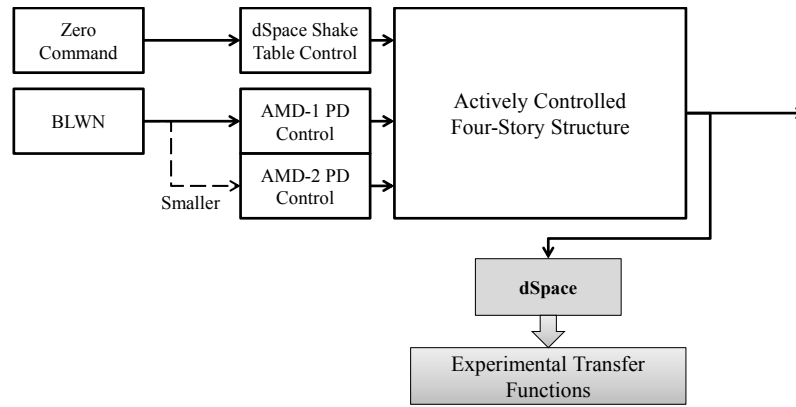 Zero
Command
dSpace Shake
Table Control
BLWN
AMD-1 PD
Control
AMD-2 PD
Control
Smaller
Actively Controlled
Four-Story Structure
dSpace
Experimental Transfer
Functions